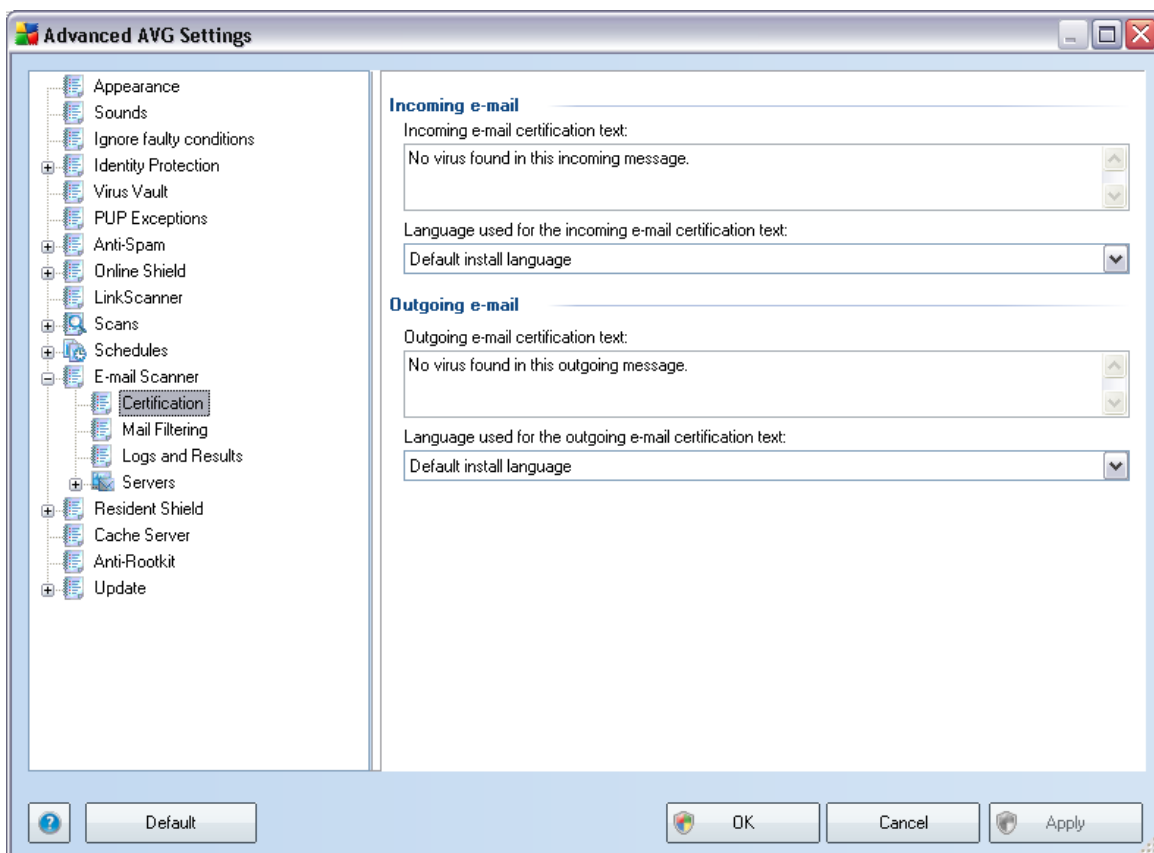 Advanced AVG Settings
Appearance
Sounds
Ignore faulty conditions
Identity Protection
Virus Vault
PUP Exceptions
Anti-Spam
Online Shield
LinkScanner
Scans
Schedules
E-mail Scanner
Certification
Mail Filtering
Logs and Results
Servers
Resident Shield
Cache Server
Anti-Rootkit
Update
Incoming e-mail
Incoming e-mail certification text:
No virus found in this incoming message.
Language used for the incoming e-mail certification text:
Default install language
Outgoing e-mail
Outgoing e-mail certification text:
No virus found in this outgoing message.
Language used for the outgoing e-mail certification text:
Default install language
Default
OK
Cancel
Apply